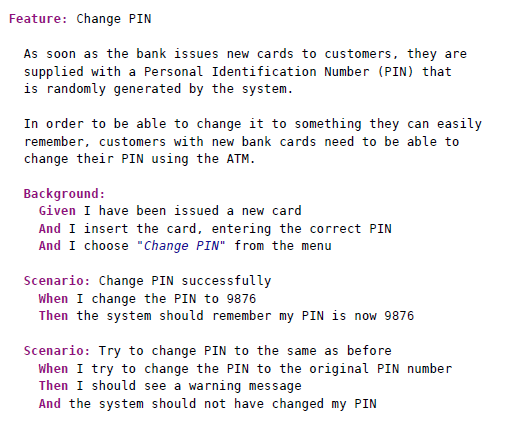 Feature: Change PIN
As soon as the bank issues new cards to customers, they are
supplied with a Personal Identification Number (PIN) that
is randomly generated by the system.
In order to be able to change it to something they can easily
remember, customers with new bank cards need to be able to
change their PIN using the ATM.
Background:
Given I have been issued a new card
And I insert the card, entering the correct PIN
And I choose "Change PIN" from the menu
Scenario: Change PIN successfully
When I change the PIN to 9876
Then the system should remember my PIN is now 9876
Scenario: Try to change PIN to the same as before
When I try to change the PIN to the original PIN number
Then I should see a warning message
And the system should not have changed my PIN